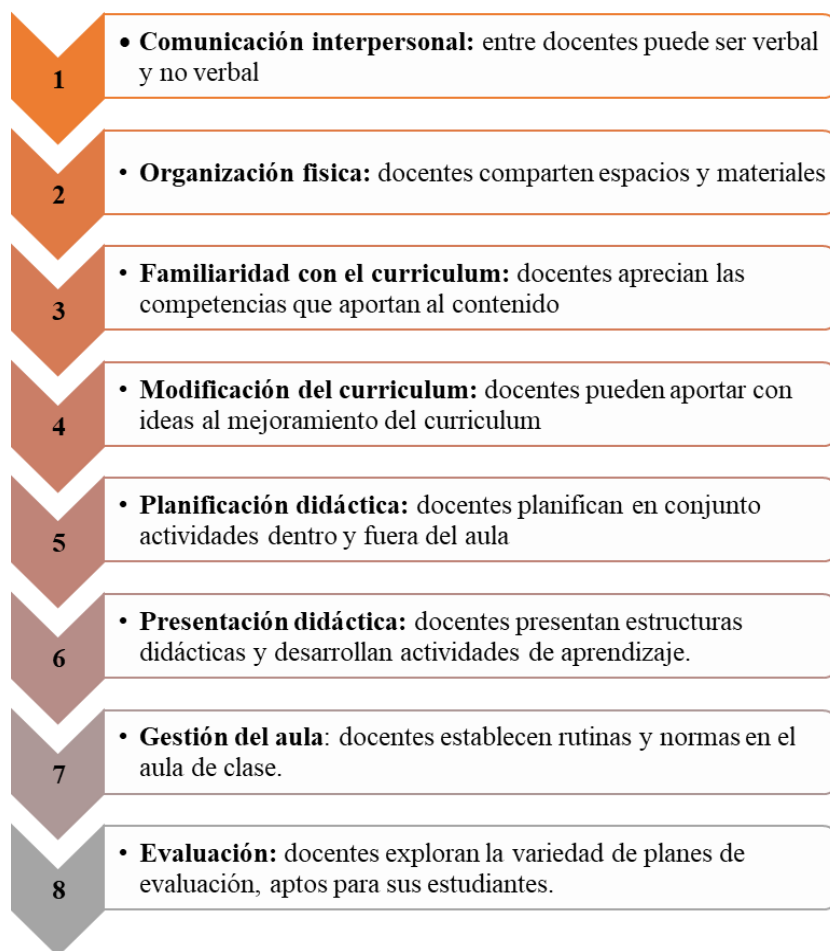 1
• Comunicación interpersonal: entre docentes puede ser verbal
y no verbal
2
• Organización fisica: docentes comparten espacios y materiales
3
• Familiaridad con el curriculum: docentes aprecian las
competencias que aportan al contenido
4
• Modificación del curriculum: docentes pueden aportar con
ideas al mejoramiento del curriculum
5
• Planificación didáctica: docentes planifican en conjunto
actividades dentro y fuera del aula
6
• Presentación didáctica: docentes presentan estructuras
didácticas y desarrollan actividades de aprendizaje.
7
• Gestión del aula: docentes establecen rutinas y normas en el
aula de clase.
8
• Evaluación: docentes exploran la variedad de planes de
evaluación, aptos para sus estudiantes.